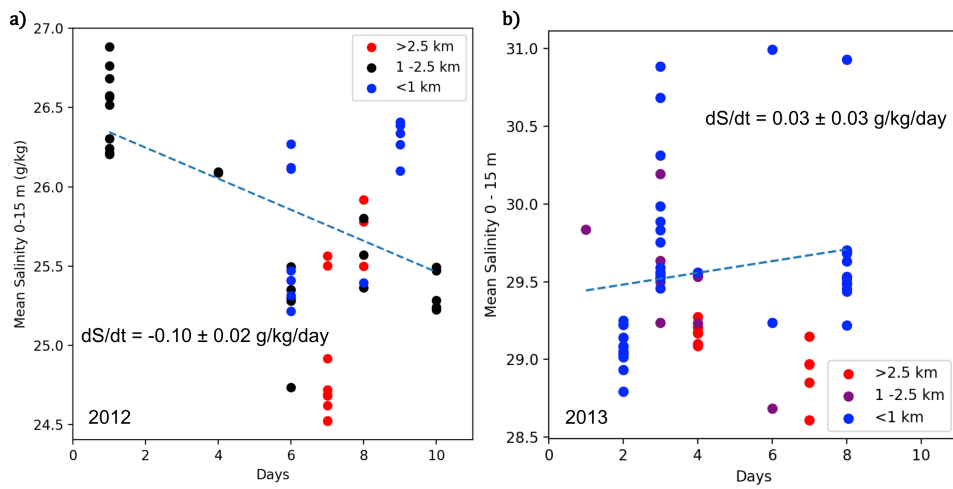 a)
27.0
26.5
26.0
25.5
25.0
24.5
Mean Salinity 0-15 m (g/kg)
>2.5 km
1 -2.5 km
<1 km
dS/dt = -0.10 ± 0.02 g/kg/day
2012
0 2 4 6 8 10
Days
b)
31.0
30.5
30.0
29.5
29.0
28.5
Mean Salinity 0 - 15 m
dS/dt = 0.03 ± 0.03 g/kg/day
>2.5 km
1 -2.5 km
<1 km
2013
0 2 4 6 8 10
Days